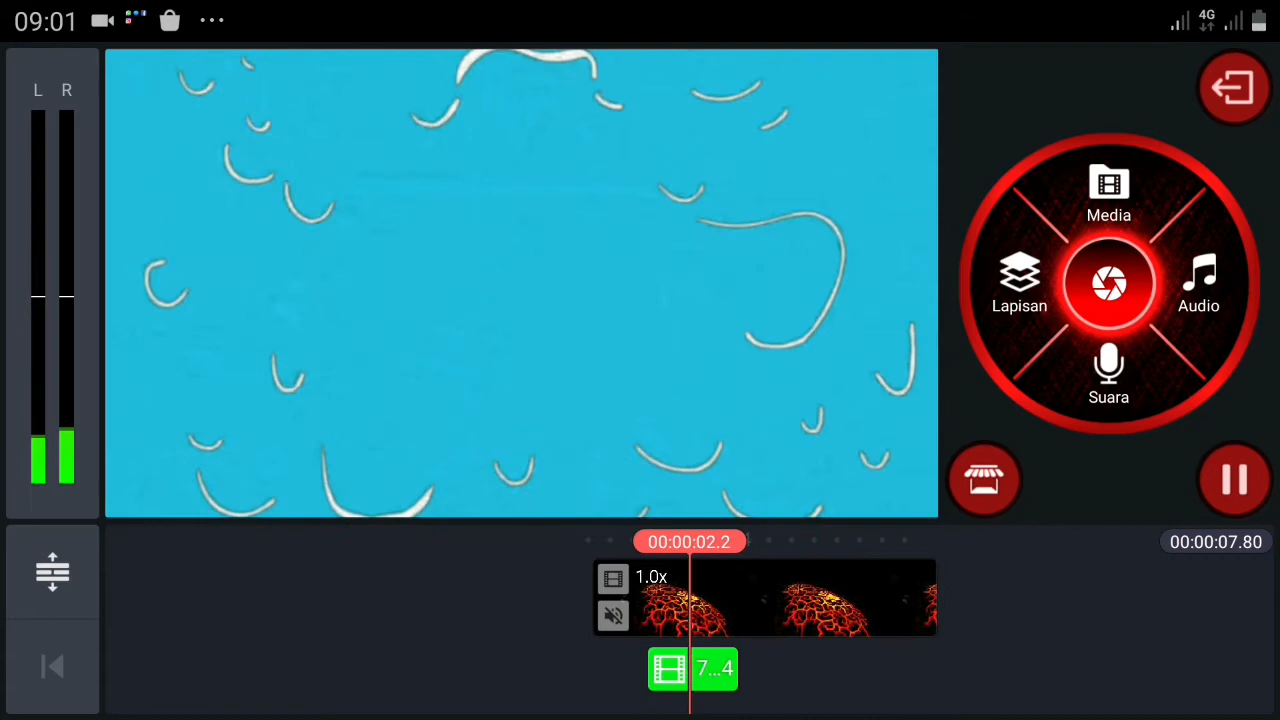 09:01
4G
L R
Media
Lapisan
Audio
Suara
00:00:02.2
00:00:07.80
1.0x
7...4